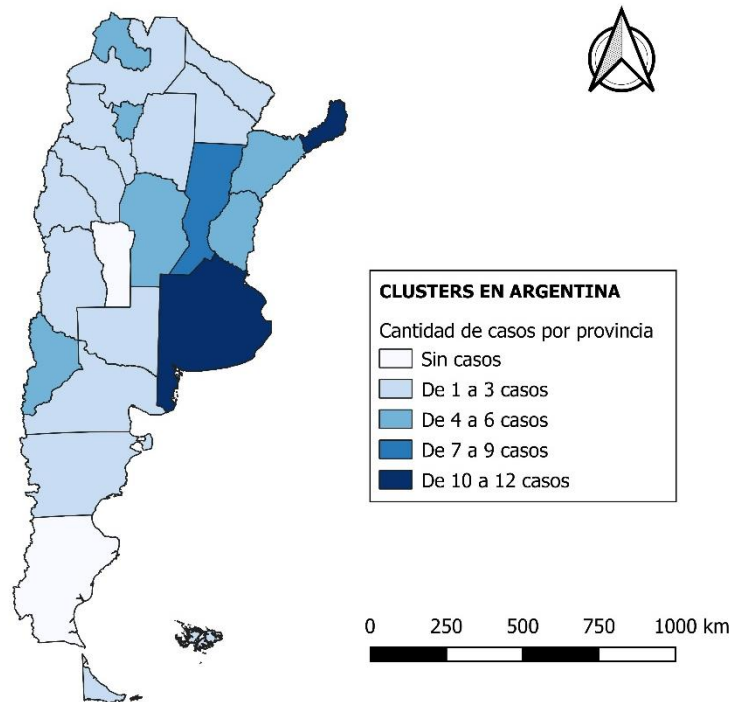 CLUSTERS EN ARGENTINA
Cantidad de casos por provincia
Sin casos
De 1 a 3 casos
De 4 a 6 casos
De 7 a 9 casos
De 10 a 12 casos
0 250 500 750 1000 km